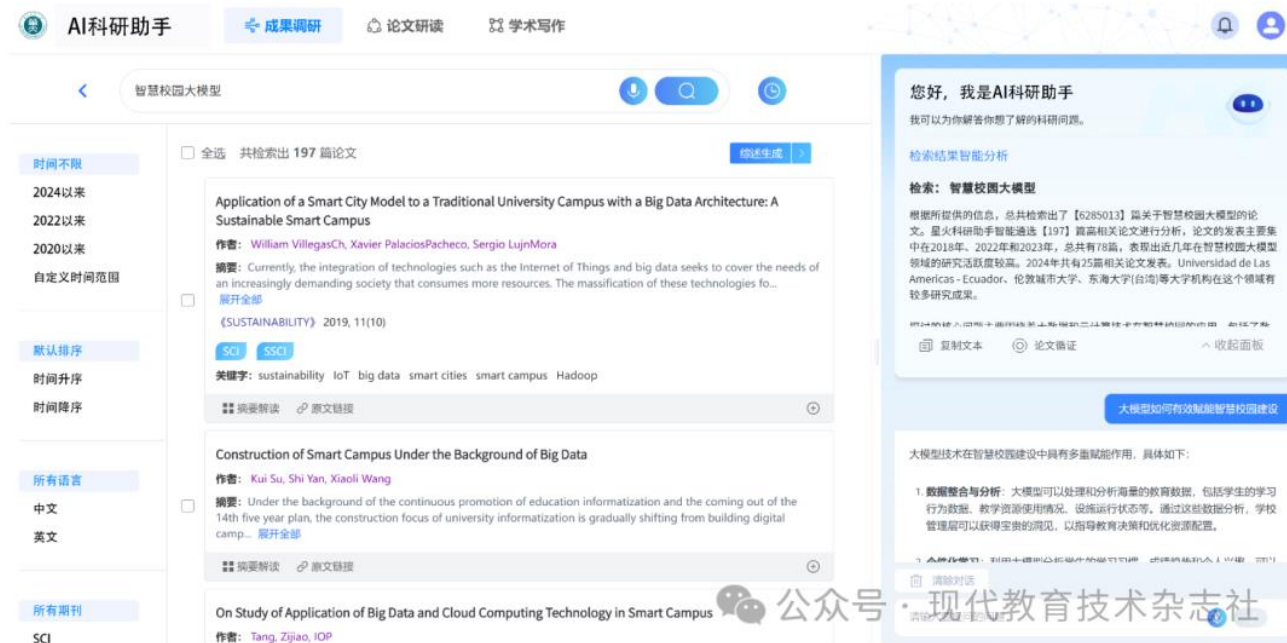 AI科研助手
成果调研
论文研读
学术写作
智慧校园大模型
时间不限
2024以来
2022以来
2020以来
自定义时间范围
默认排序
时间升序
时间降序
所有语言
中文
英文
所有期刊
SCI
全选 共检索出 197 篇论文
综述生成
Application of a Smart City Model to a Traditional University Campus with a Big Data Architecture: A
Sustainable Smart Campus
作者: William VillegasCh, Xavier PalaciosPacheco, Sergio LujnMora
摘要: Currently, the integration of technologies such as the Internet of Things and big data seeks to cover the needs of
an increasingly demanding society that consumes more resources. The massification of these technologies fo...
展开全部
《SUSTAINABILITY》 2019, 11(10)
SCI SSCI
关键字: sustainability IoT big data smart cities smart campus Hadoop
摘要解读 原文链接
Construction of Smart Campus Under the Background of Big Data
作者: Kui Su, Shi Yan, Xiaoli Wang
摘要: Under the background of the continuous promotion of education informatization and the coming out of the
14th five year plan, the construction focus of university informatization is gradually shifting from building digital
camp... 展开全部
摘要解读 原文链接
On Study of Application of Big Data and Cloud Computing Technology in Smart Campus
作者: Tang, Zijiao, IOP
您好，我是AI科研助手
我可以为你解答你想了解的科研问题。
检索结果智能分析
检索: 智慧校园大模型
根据所提供的信息，总共检索出了【6285013】篇关于智慧校园大模型的论
文。星火科研助手智能遴选【197】篇高相关论文进行分析，论文的发表主要集
中在2018年、2022年和2023年，总共有78篇，表现出近几年在智慧校园大模型
领域的研究活跃度较高。2024年共有25篇相关论文发表。Universidad de Las
Americas - Ecuador、伦敦城市大学、东海大学(台湾)等大学机构在这个领域有
较多研究成果。
复制文本 论文循证 收起面板
大模型如何有效赋能智慧校园建设
大模型技术在智慧校园建设中具有多重赋能作用，具体如下:
1. 数据整合与分析: 大模型可以处理和分析海量的教育数据，包括学生的学习
行为数据、教学资源使用情况、设施运行状态等。通过这些数据分析，学校
管理层可以获得宝贵的洞见，以指导教育决策和优化资源配置。
清除对话
公众号 · 现代教育技术杂志社